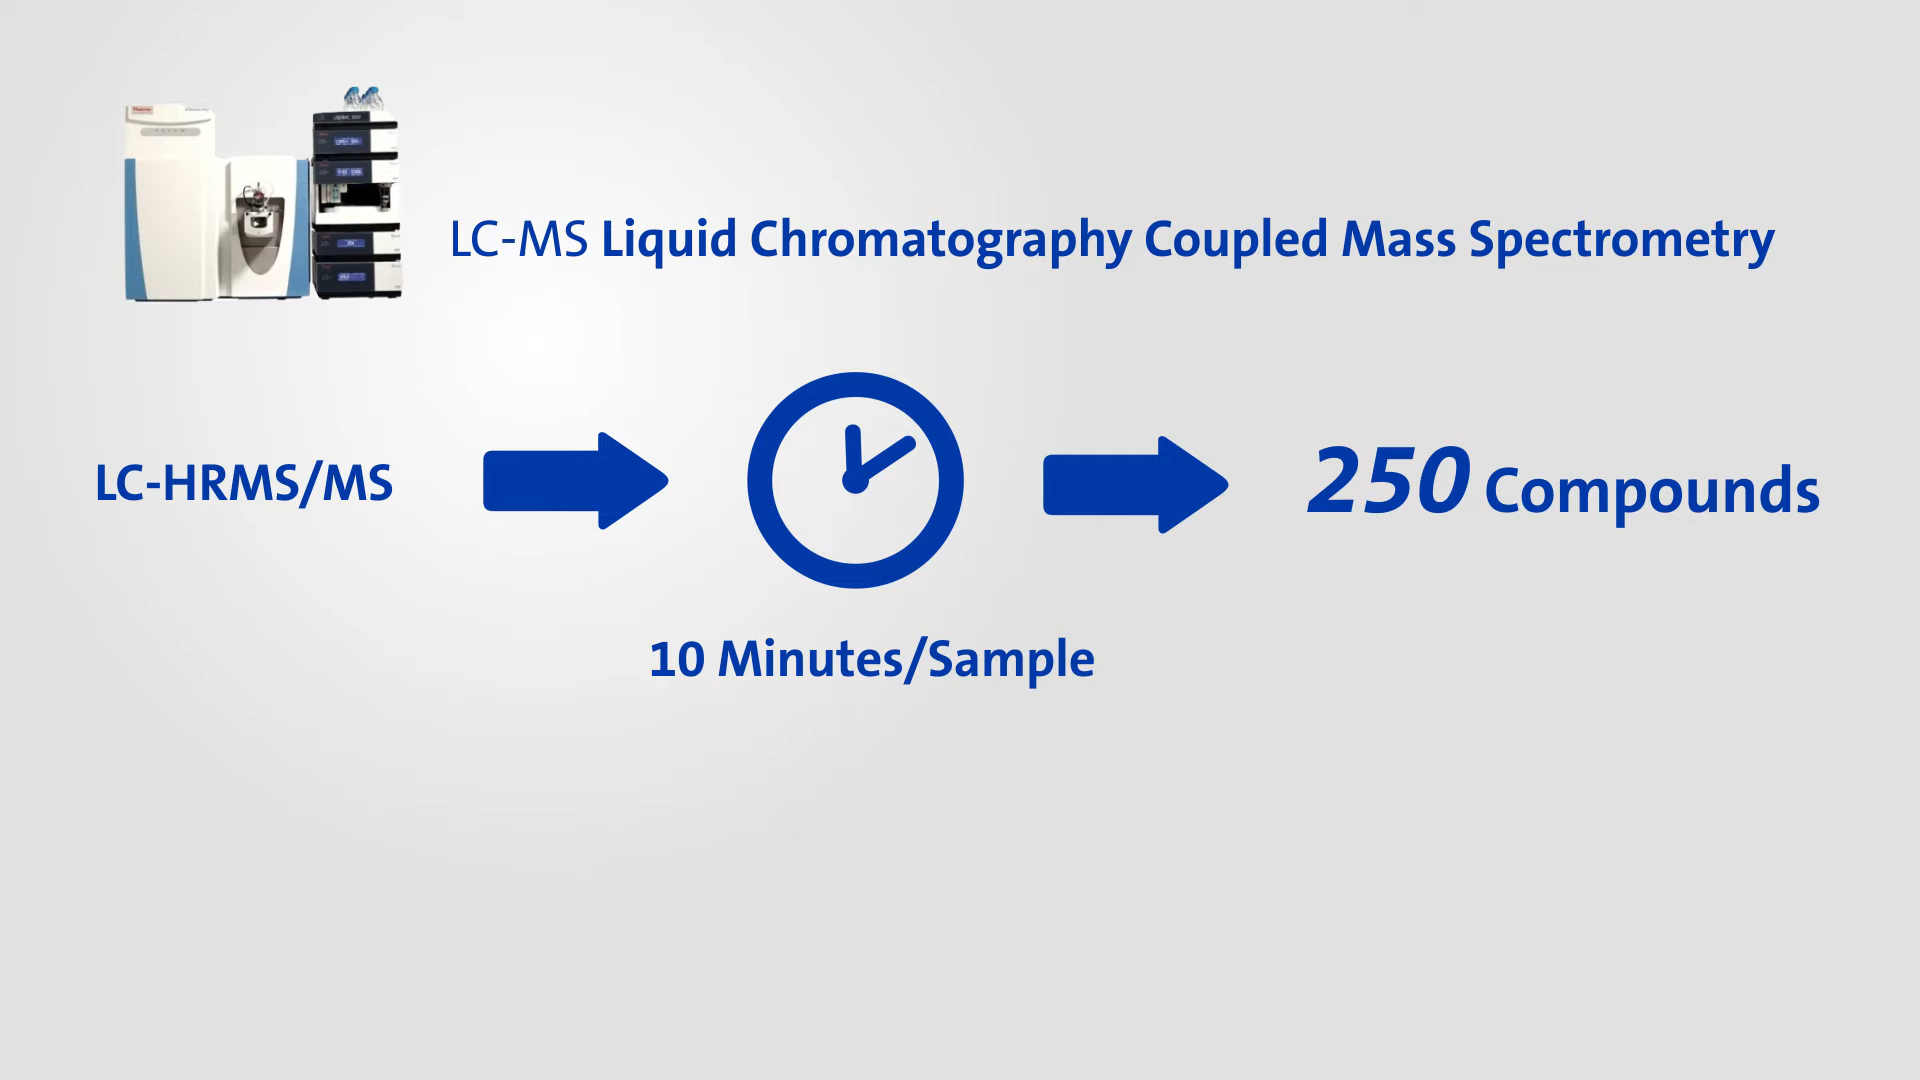 LC-MS Liquid Chromatography Coupled Mass Spectrometry
LC-HRMS/MS
250 Compounds
10 Minutes/Sample